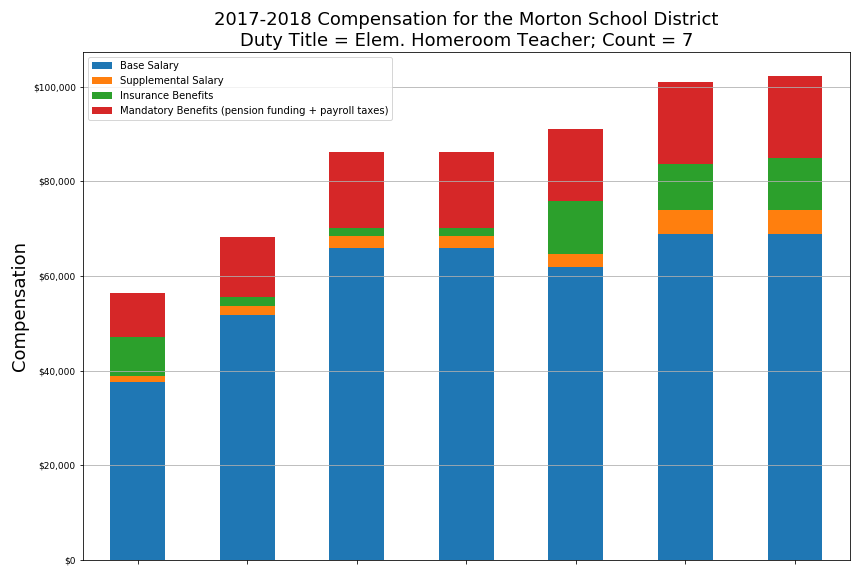 2017-2018 Compensation for the Morton School District
Duty Title = Elem. Homeroom Teacher; Count = 7
Base Salary
Supplemental Salary
Insurance Benefits
Mandatory Benefits (pension funding + payroll taxes)
$100,000
$80,000
$60,000
$40,000
$20,000
$0
Compensation